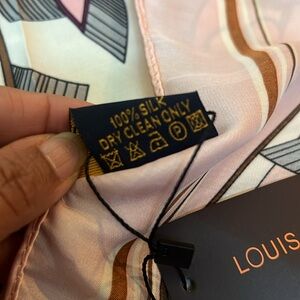 100% SILK
DRY CLEAN ONLY
P
LOUIS